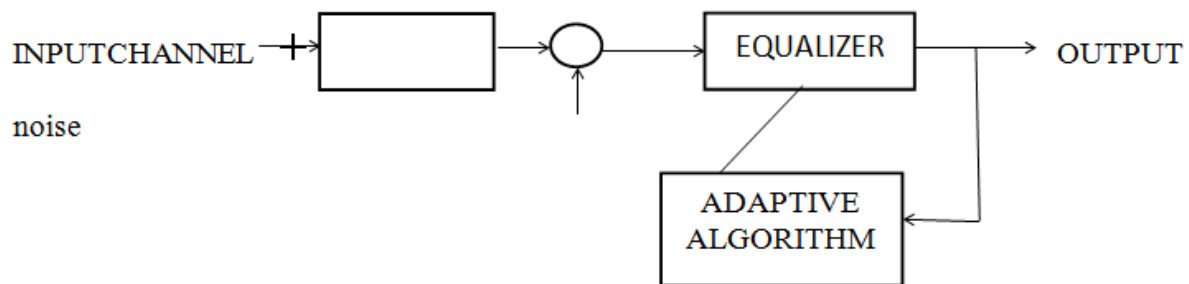 INPUTCHANNEL
EQUALIZER
OUTPUT
noise
ADAPTIVE
ALGORITHM